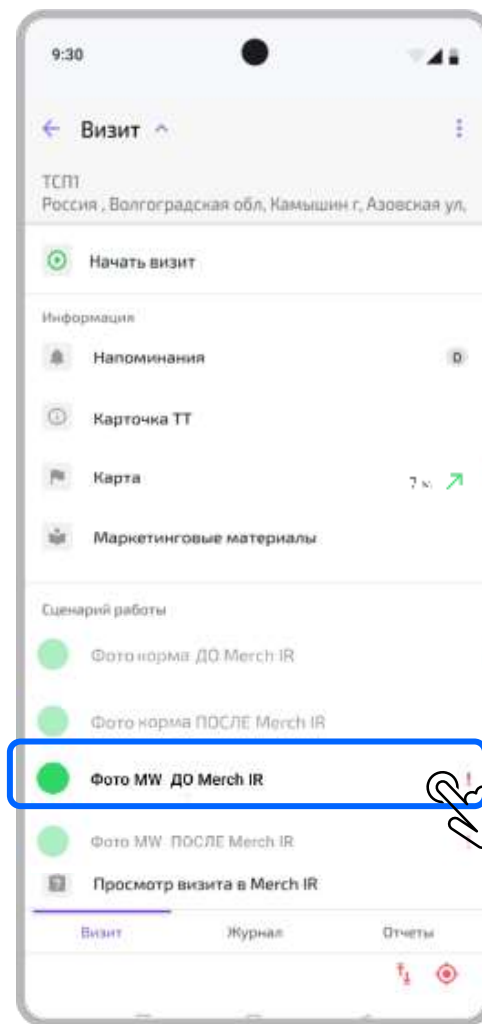 9:30
Визит
ТСП1
Россия , Волгоградская обл, Камышин г, Азовская ул,
Начать визит
Информация
Напоминания 0
Карточка ТТ
Карта 7 м.
Маркетинговые материалы
Сценарий работы
Фото корма ДО Merch IR
Фото корма ПОСЛЕ Merch IR
Фото MW ДО Merch IR !
Фото MW ПОСЛЕ Merch IR
Просмотр визита в Merch IR
Визит Журнал Отчеты